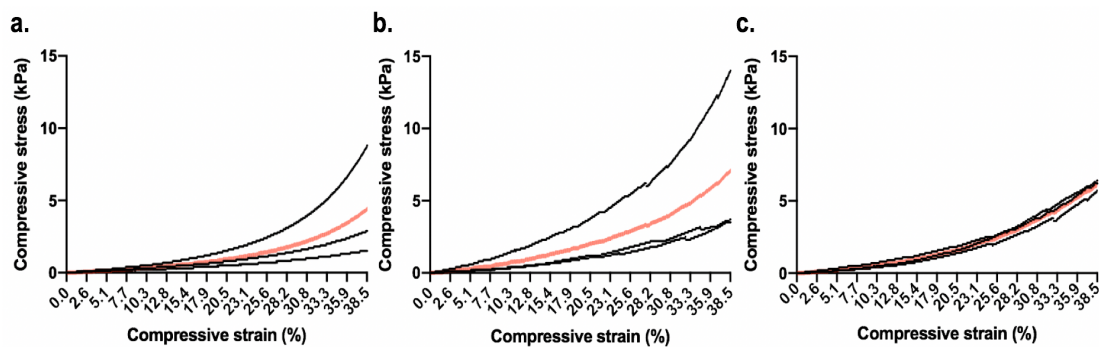 a.
Compressive stress (kPa)
15
10
5
0
0.0 2.6 5.1 7.7 10.3 12.8 15.4 17.9 20.5 23.1 25.6 28.2 30.8 33.3 35.9 38.5
Compressive strain (%)
b.
Compressive stress (kPa)
15
10
5
0
0.0 2.6 5.1 7.7 10.3 12.8 15.4 17.9 20.5 23.1 25.6 28.2 30.8 33.3 35.9 38.5
Compressive strain (%)
c.
Compressive stress (kPa)
15
10
5
0
0.0 2.6 5.1 7.7 10.3 12.8 15.4 17.9 20.5 23.1 25.6 28.2 30.8 33.3 35.9 38.5
Compressive strain (%)